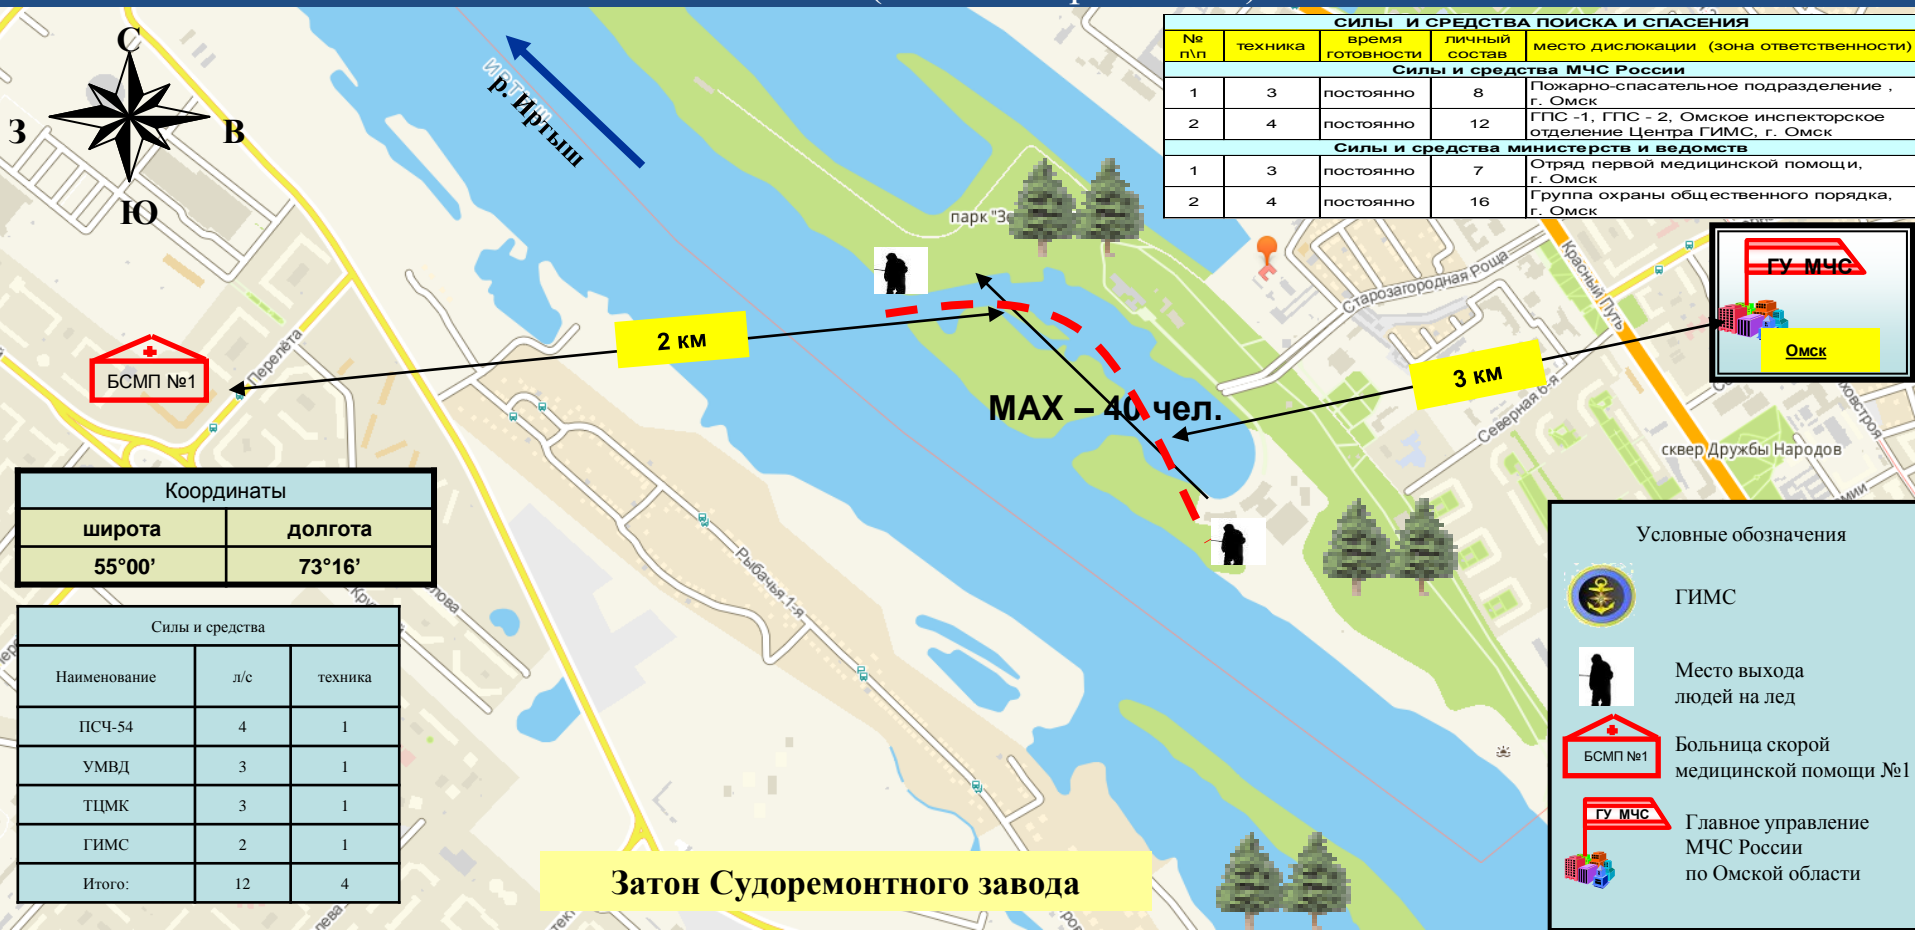 СИЛЫ И СРЕДСТВА ПОИСКА И СПАСЕНИЯ
№ п\п техника время готовности личный состав место дислокации (зона ответственности)
Силы и средства МЧС России
1 3 постоянно 8 Пожарно-спасательное подразделение , г. Омск
2 4 постоянно 12 ГПС -1, ГПС - 2, Омское инспекторское отделение Центра ГИМС, г. Омск
Силы и средства министерств и ведомств
1 3 постоянно 7 Отряд первой медицинской помощи, г. Омск
2 4 постоянно 16 Группа охраны общественного порядка, г. Омск
С
З
В
Ю
ИРТЫШ
р. Иртыш
парк "Зе
Старозагородная Роща
Красный Путь
ГУ МЧС
Омск
2 км
3 км
БСМП №1
Перелёта
МАХ – 40 чел.
Северная 6-я
сквер Дружбы Народов
Координаты
широта долгота
55°00’ 73°16’
Рыбачья 1-я
Силы и средства
Наименование л/с техника
ПСЧ-54 4 1
УМВД 3 1
ТЦМК 3 1
ГИМС 2 1
Итого: 12 4
Затон Судоремонтного завода
Условные обозначения
ГИМС
Место выхода
людей на лед
БСМП №1
Больница скорой
медицинской помощи №1
ГУ МЧС
Главное управление
МЧС России
по Омской области